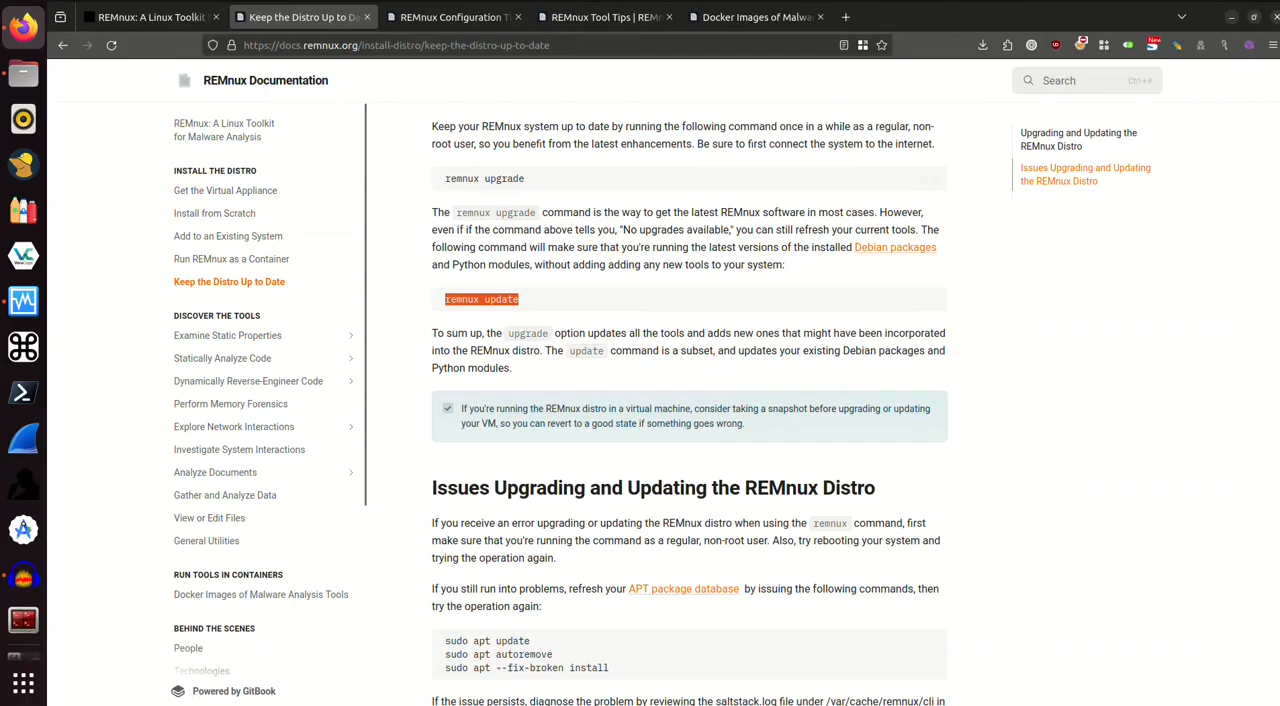 REMnux: A Linux Toolkit
Keep the Distro Up to Da
REMnux Configuration T
REMnux Tool Tips | REM
Docker Images of Malwa
https://docs.remnux.org/install-distro/keep-the-distro-up-to-date
New
REMnux Documentation
Search
Ctrl + K
REMnux: A Linux Toolkit
for Malware Analysis
INSTALL THE DISTRO
Get the Virtual Appliance
Install from Scratch
Add to an Existing System
Run REMnux as a Container
Keep the Distro Up to Date
DISCOVER THE TOOLS
Examine Static Properties
Statically Analyze Code
Dynamically Reverse-Engineer Code
Perform Memory Forensics
Explore Network Interactions
Investigate System Interactions
Analyze Documents
Gather and Analyze Data
View or Edit Files
General Utilities
RUN TOOLS IN CONTAINERS
Docker Images of Malware Analysis Tools
BEHIND THE SCENES
People
Technologies
Powered by GitBook
Keep your REMnux system up to date by running the following command once in a while as a regular, non-
root user, so you benefit from the latest enhancements. Be sure to first connect the system to the internet.
remnux upgrade
The remnux upgrade command is the way to get the latest REMnux software in most cases. However,
even if if the command above tells you, "No upgrades available," you can still refresh your current tools. The
following command will make sure that you're running the latest versions of the installed Debian packages
and Python modules, without adding adding any new tools to your system:
remnux update
To sum up, the upgrade option updates all the tools and adds new ones that might have been incorporated
into the REMnux distro. The update command is a subset, and updates your existing Debian packages and
Python modules.
If you're running the REMnux distro in a virtual machine, consider taking a snapshot before upgrading or updating
your VM, so you can revert to a good state if something goes wrong.
Issues Upgrading and Updating the REMnux Distro
If you receive an error upgrading or updating the REMnux distro when using the remnux command, first
make sure that you're running the command as a regular, non-root user. Also, try rebooting your system and
trying the operation again.
If you still run into problems, refresh your APT package database by issuing the following commands, then
try the operation again:
sudo apt update
sudo apt autoremove
sudo apt --fix-broken install
If the issue persists, diagnose the problem by reviewing the saltstack.log file under /var/cache/remnux/cli in
Upgrading and Updating the
REMnux Distro
Issues Upgrading and Updating
the REMnux Distro